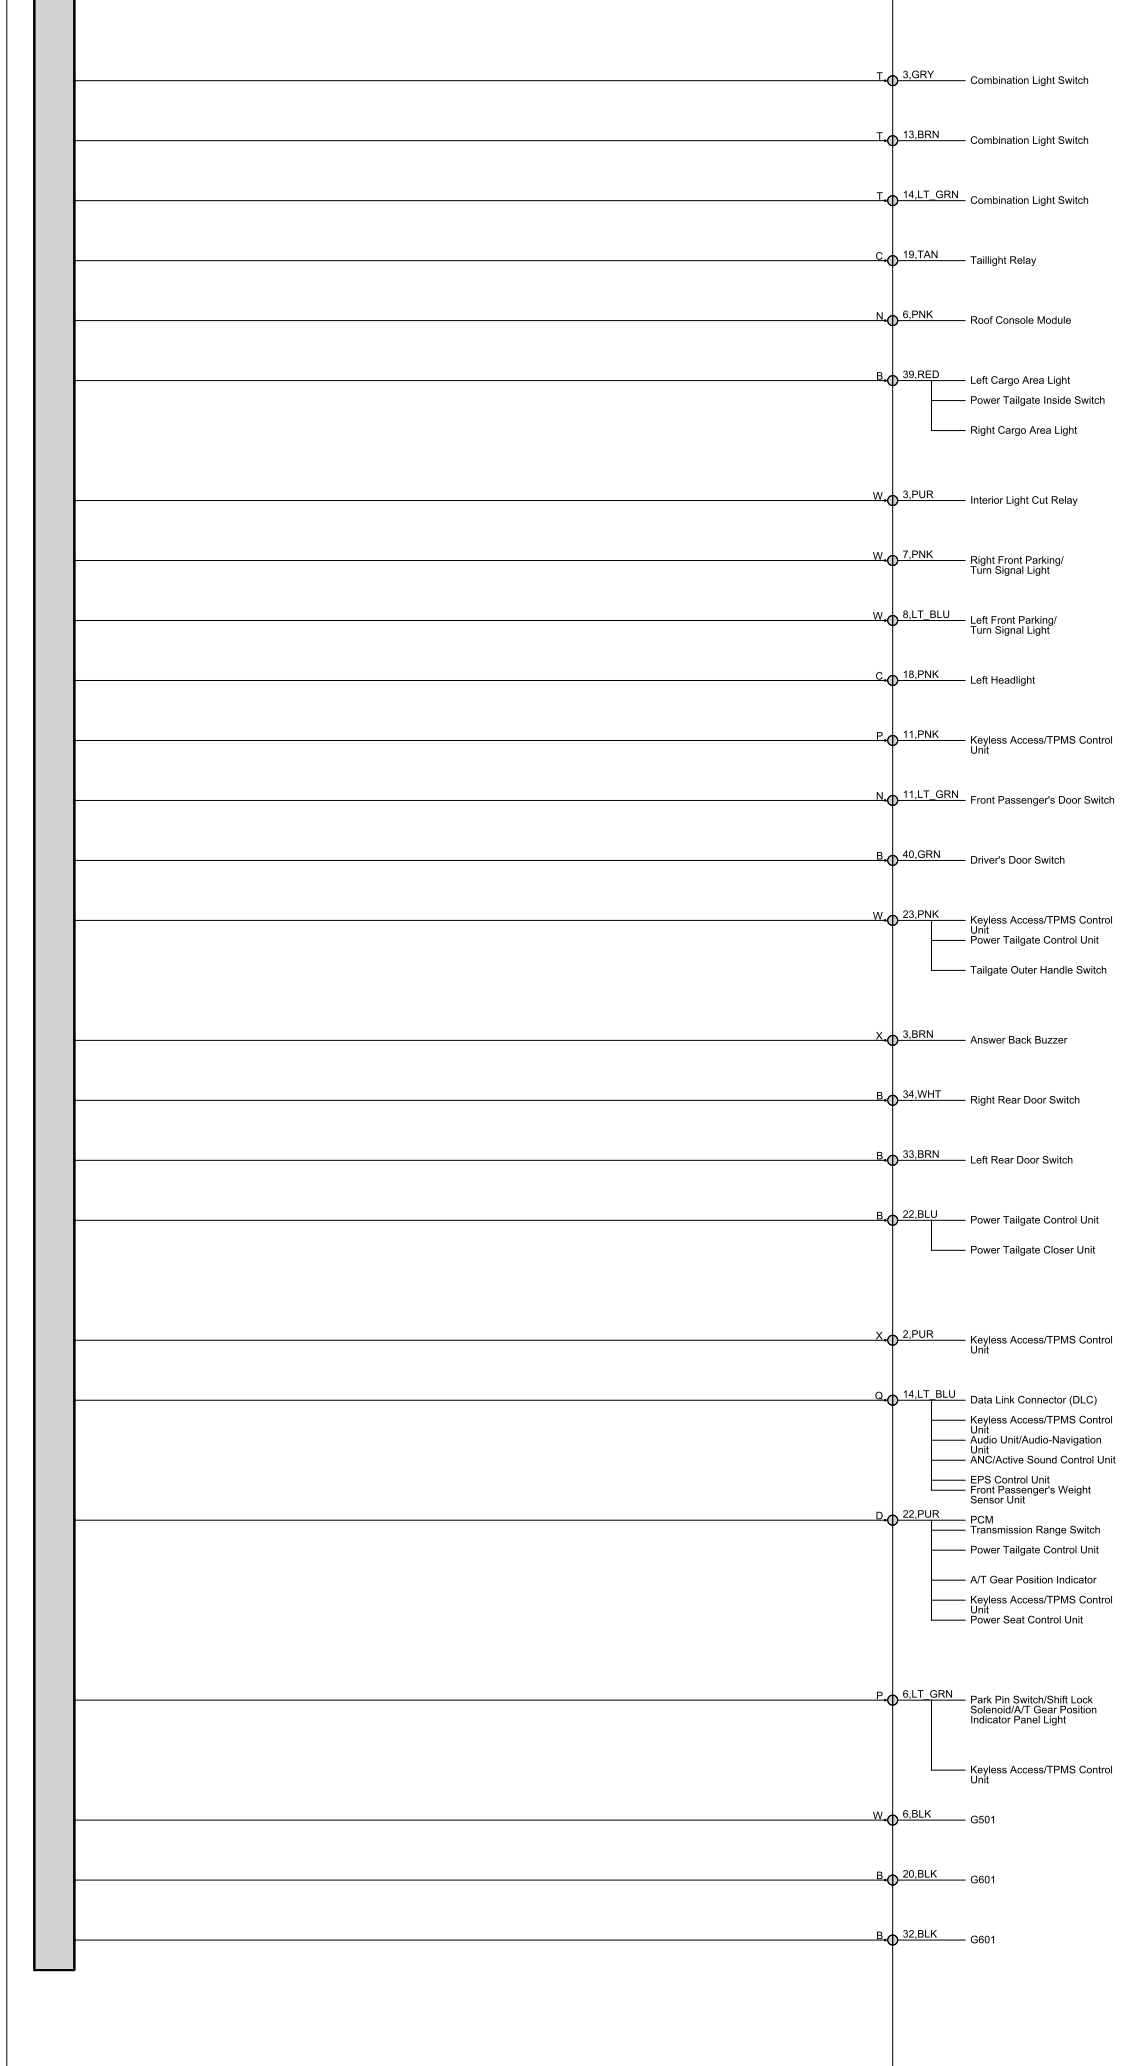 T 3,GRY Combination Light Switch
T 13,BRN Combination Light Switch
T 14,LT_GRN Combination Light Switch
C 19,TAN Taillight Relay
N 6,PNK Roof Console Module
B 39,RED Left Cargo Area Light
Power Tailgate Inside Switch
Right Cargo Area Light
W 3,PUR Interior Light Cut Relay
W 7,PNK Right Front Parking/
Turn Signal Light
W 8,LT_BLU Left Front Parking/
Turn Signal Light
C 18,PNK Left Headlight
P 11,PNK Keyless Access/TPMS Control
Unit
N 11,LT_GRN Front Passenger's Door Switch
B 40,GRN Driver's Door Switch
W 23,PNK Keyless Access/TPMS Control
Unit
Power Tailgate Control Unit
Tailgate Outer Handle Switch
X 3,BRN Answer Back Buzzer
B 34,WHT Right Rear Door Switch
B 33,BRN Left Rear Door Switch
B 22,BLU Power Tailgate Control Unit
Power Tailgate Closer Unit
X 2,PUR Keyless Access/TPMS Control
Unit
Q 14,LT_BLU Data Link Connector (DLC)
Keyless Access/TPMS Control
Unit
Audio Unit/Audio-Navigation
Unit
ANC/Active Sound Control Unit
EPS Control Unit
Front Passenger's Weight
Sensor Unit
D 22,PUR PCM
Transmission Range Switch
Power Tailgate Control Unit
A/T Gear Position Indicator
Keyless Access/TPMS Control
Unit
Power Seat Control Unit
P 6,LT_GRN Park Pin Switch/Shift Lock
Solenoid/A/T Gear Position
Indicator Panel Light
Keyless Access/TPMS Control
Unit
W 6,BLK G501
B 20,BLK G601
B 32,BLK G601